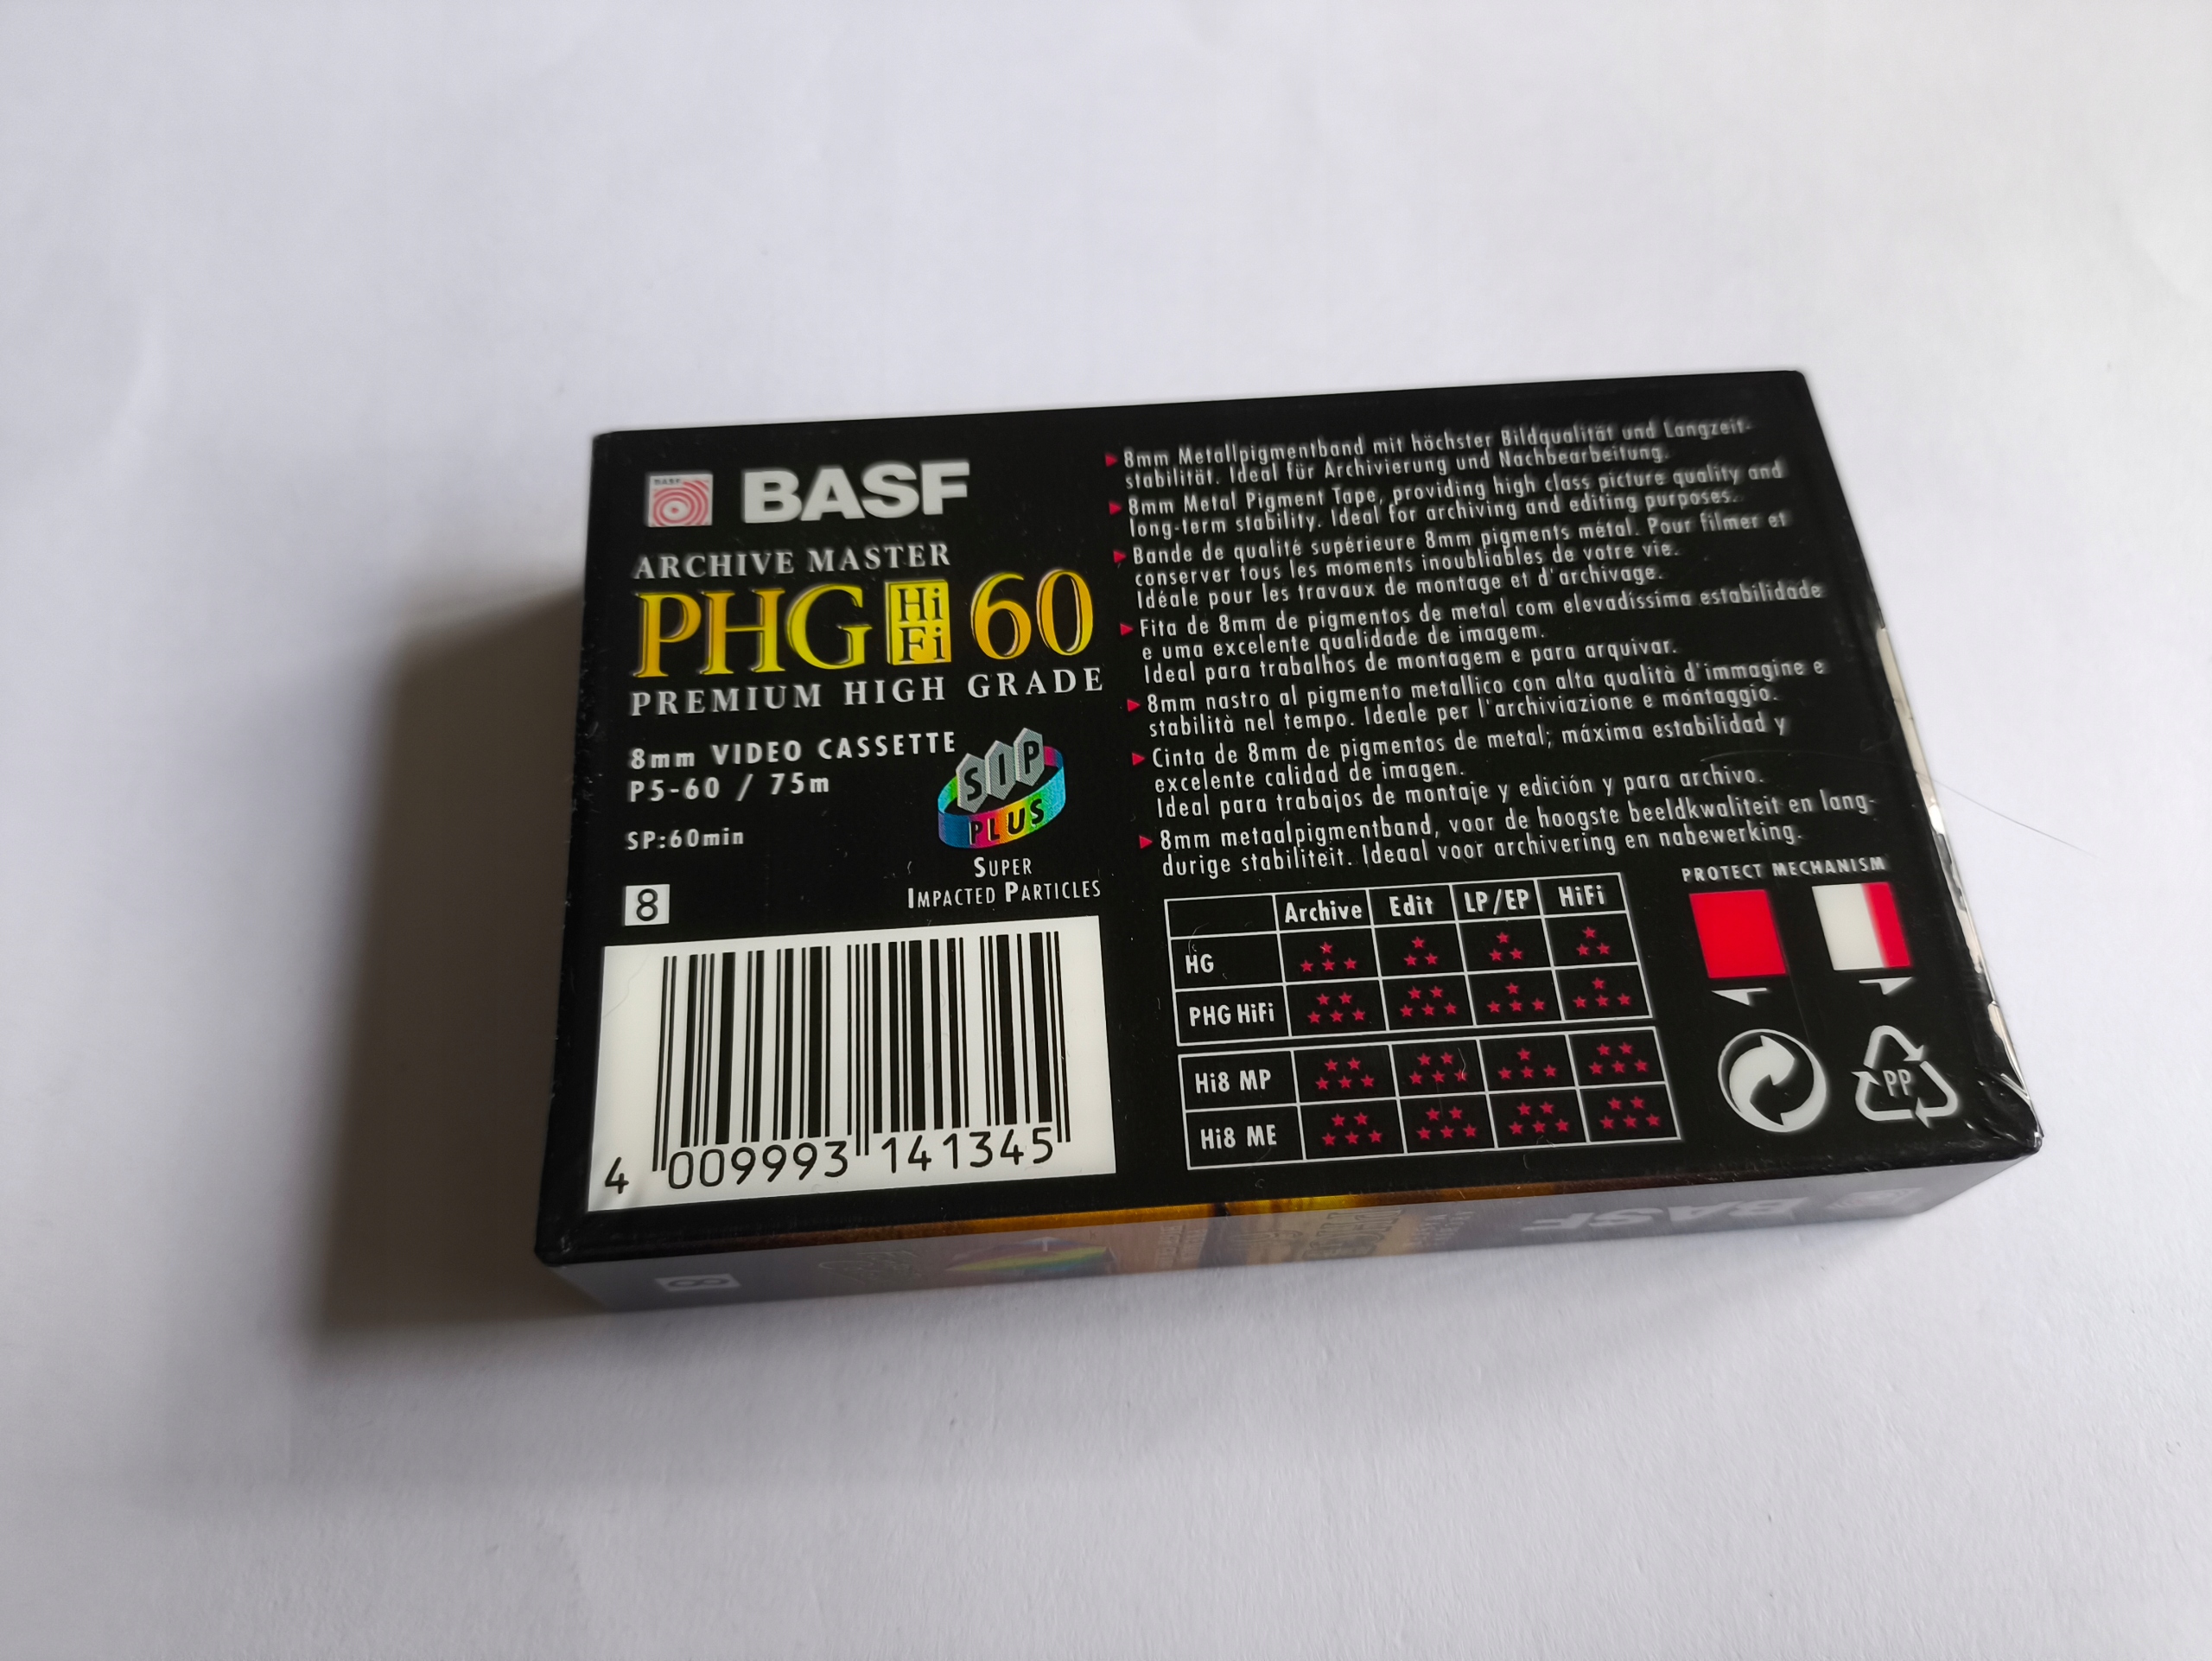 BASF
BASF
ARCHIVE MASTER
PHG Hi Fi 60
PREMIUM HIGH GRADE
8mm VIDEO CASSETTE
P5-60 / 75m
SP:60min
SIP
PLUS
SUPER
IMPACTED PARTICLES
8
4 009993 141345
8mm Metallpigmentband mit höchster Bildqualität und Langzeit-
stabilität. Ideal für Archivierung und Nachbearbeitung.
8mm Metal Pigment Tape, providing high class picture quality and
long-term stability. Ideal for archiving and editing purposes.
Bande de qualité supérieure 8mm pigments métal. Pour filmer et
conserver tous les moments inoubliables de votre vie.
Idéale pour les travaux de montage et d'archivage.
Fita de 8mm de pigmentos de metal com elevadíssima estabilidade
e uma excelente qualidade de imagem.
Ideal para trabalhos de montagem e para arquivar.
8mm nastro al pigmento metallico con alta qualità d'immagine e
stabilità nel tempo. Ideale per l'archiviazione e montaggio.
Cinta de 8mm de pigmentos de metal; máxima estabilidad y
excelente calidad de imagen.
Ideal para trabajos de montaje y edición y para archivo.
8mm metaalpigmentband, voor de hoogste beeldkwaliteit en lang-
durige stabiliteit. Ideaal voor archivering en nabewerking.
Archive Edit LP/EP HiFi
HG
PHG HiFi
Hi8 MP
Hi8 ME
PROTECT MECHANISM
PP
BASF
8